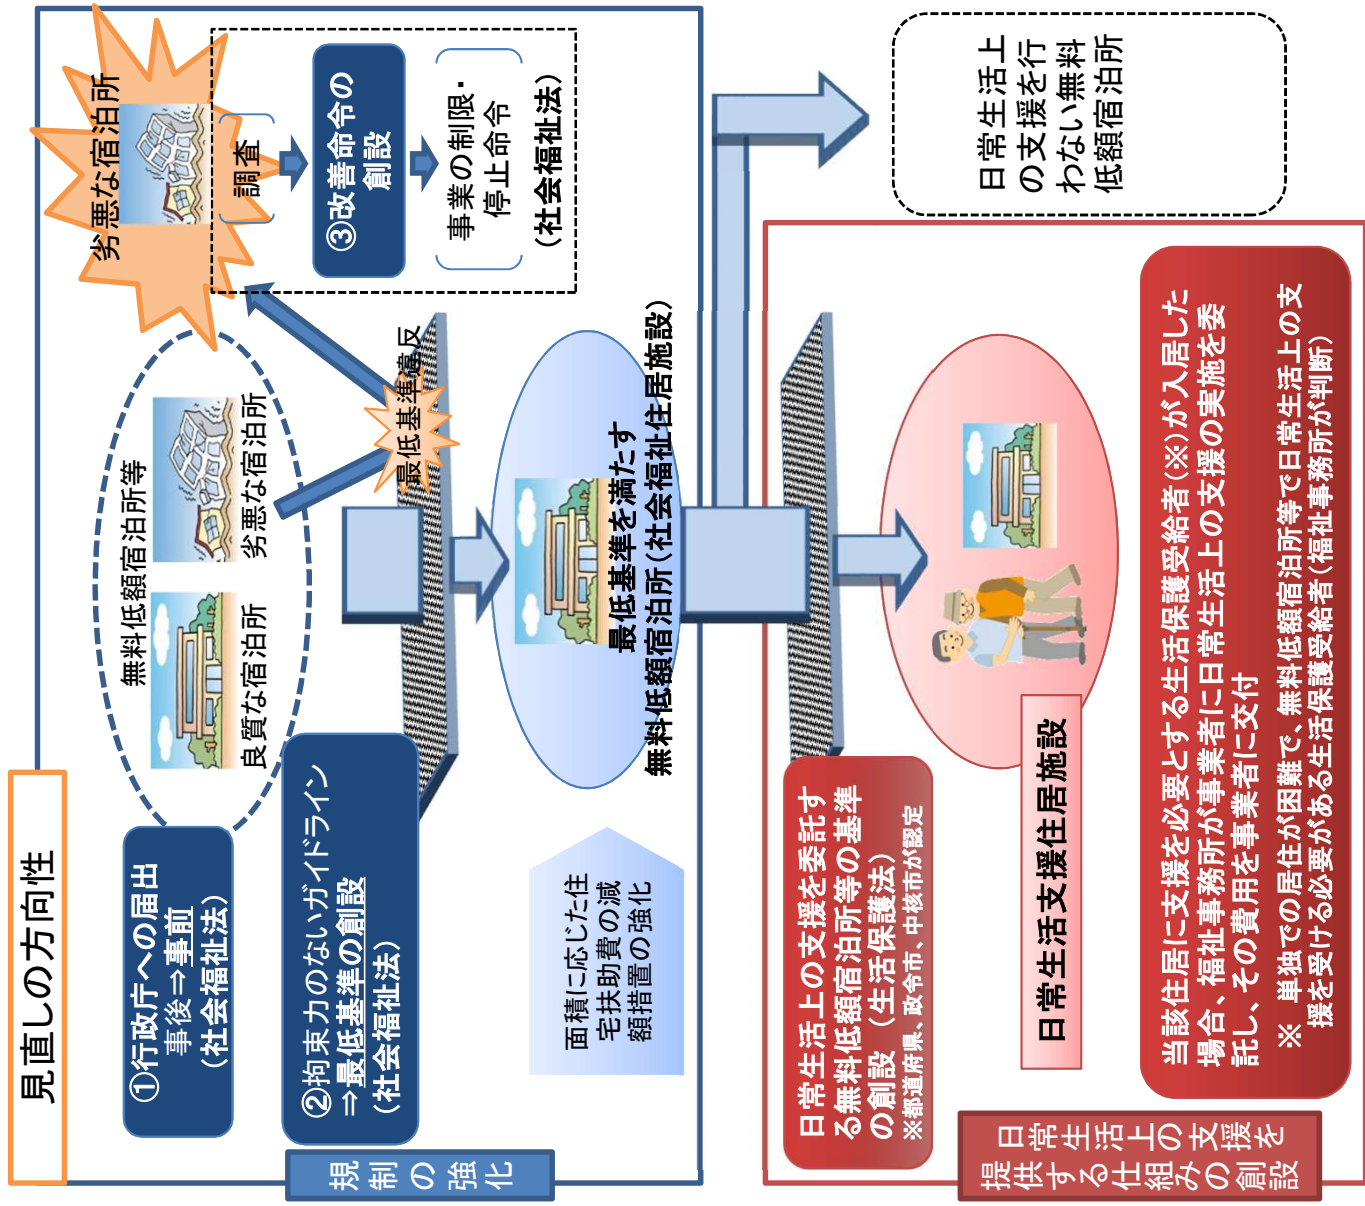 見直しの方向性
規制の強化
①行政庁への届出
事後⇒事前
(社会福祉法)
②拘束力のないガイドライン
⇒最低基準の創設
(社会福祉法)
無料低額宿泊所等
良質な宿泊所
劣悪な宿泊所
最低基準違反
劣悪な宿泊所
調査
③改善命令の
創設
事業の制限・
停止命令
(社会福祉法)
面積に応じた住
宅扶助費の減
額措置の強化
最低基準を満たす
無料低額宿泊所(社会福祉住居施設)
日常生活上の支援を
提供する仕組みの創設
日常生活上の支援を委託す
る無料低額宿泊所等の基準
の創設 (生活保護法)
※都道府県、政令市、中核市が認定
日常生活支援住居施設
日常生活上
の支援を行
わない無料
低額宿泊所
当該住居に支援を必要とする生活保護受給者(※)が入居した
場合、福祉事務所が事業者に日常生活上の支援の実施を委
託し、その費用を事業者に交付
※ 単独での居住が困難で、無料低額宿泊所等で日常生活上の支
援を受ける必要がある生活保護受給者(福祉事務所が判断)